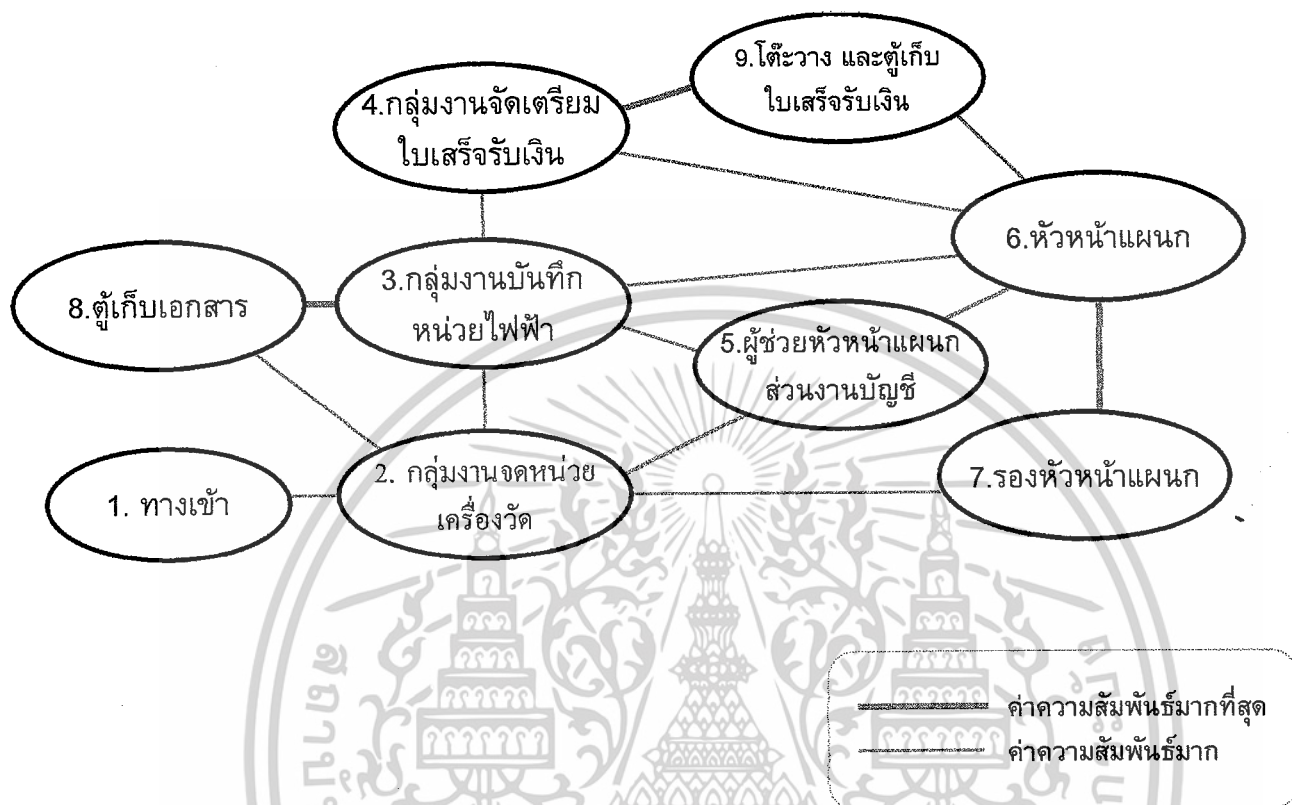 9.โต๊ะวาง และตู้เก็บ
ใบเสร็จรับเงิน
4.กลุ่มงานจัดเตรียม
ใบเสร็จรับเงิน
6.หัวหน้าแผนก
3.กลุ่มงานบันทึก
หน่วยไฟฟ้า
8.ตู้เก็บเอกสาร
5.ผู้ช่วยหัวหน้าแผนก
ส่วนงานบัญชี
7.รองหัวหน้าแผนก
2. กลุ่มงานจดหน่วย
เครื่องวัด
1. ทางเข้า
ค่าความสัมพันธ์มากที่สุด
ค่าความสัมพันธ์มาก